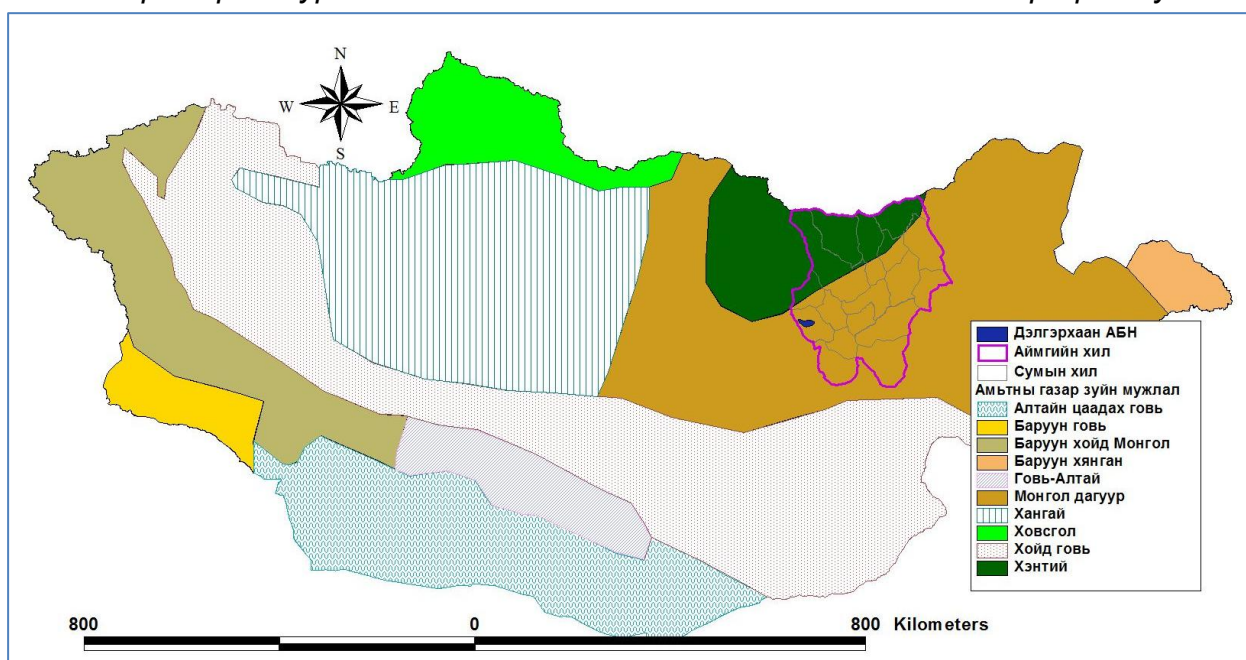 N
W E
S
Дэлгэрхаан АБН
Аймгийн хил
Сумын хил
Амьтны газар зуйн мужлал
Алтайн цаадах говь
Баруун говь
Баруун хойд Монгол
Баруун хянган
Говь-Алтай
Монгол дагуур
Хангай
Ховсгол
Хойд говь
Хэнтий
800 0 800 Kilometers